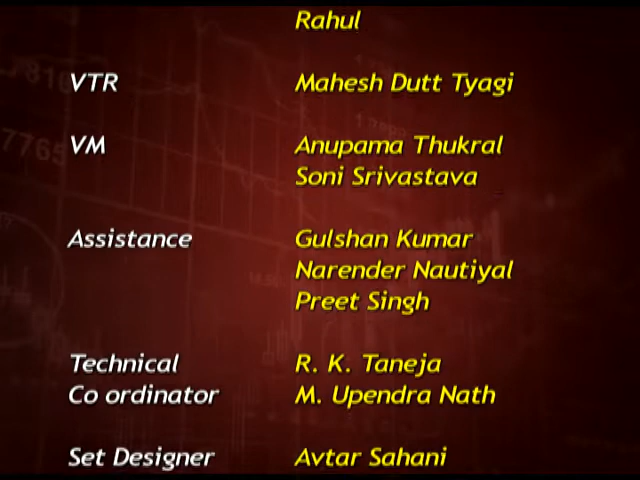 Rahul
VTR Mahesh Dutt Tyagi
VM Anupama Thukral
Soni Srivastava
Assistance Gulshan Kumar
Narender Nautiyal
Preet Singh
Technical R. K. Taneja
Co ordinator M. Upendra Nath
Set Designer Avtar Sahani